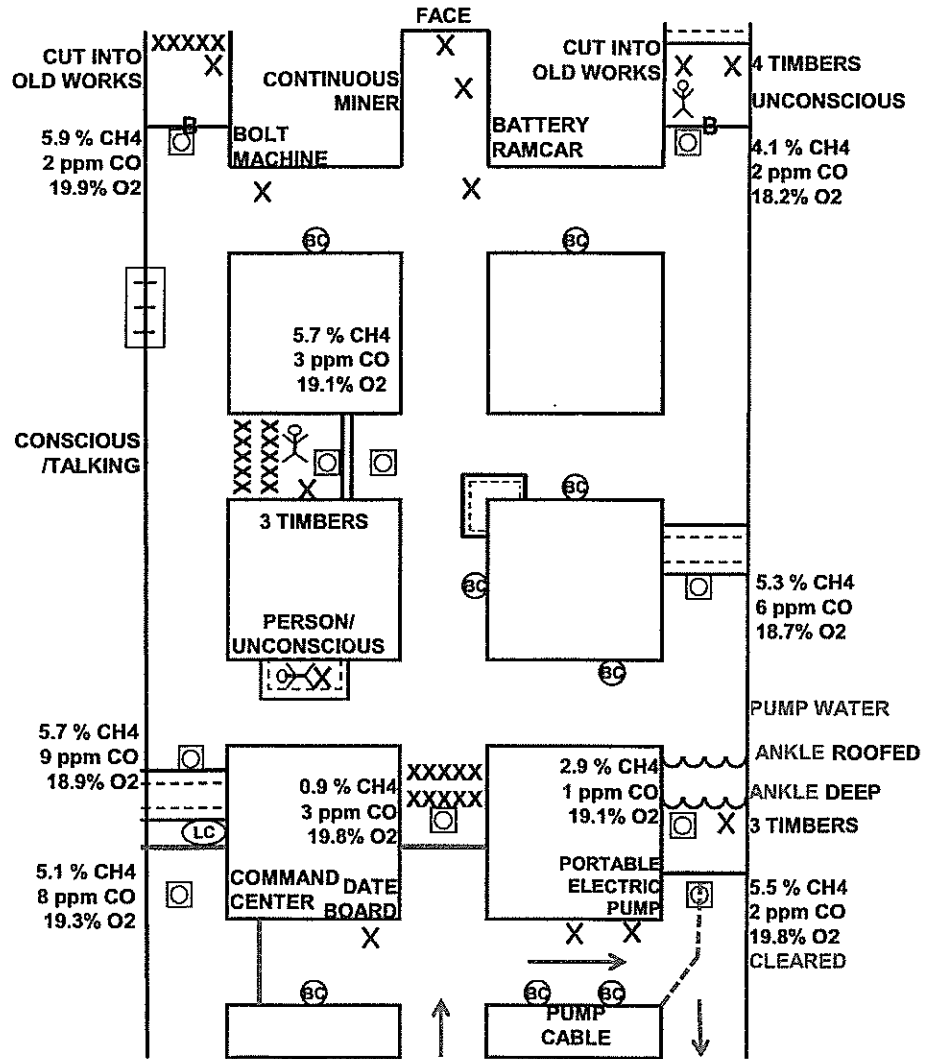 FACE
XXXXX
CUT INTO
OLD WORKS
X
CONTINUOUS
MINER
X
X
CUT INTO
OLD WORKS
X X
4 TIMBERS
UNCONSCIOUS
B
5.9 % CH4
2 ppm CO
19.9% O2
BOLT
MACHINE
X
BATTERY
RAMCAR
X
B
4.1 % CH4
2 ppm CO
18.2% O2
BC
BC
5.7 % CH4
3 ppm CO
19.1% O2
CONSCIOUS
/TALKING
XXXXX
XXXXX
X
3 TIMBERS
BC
BC
5.3 % CH4
6 ppm CO
18.7% O2
PERSON/
UNCONSCIOUS
X
BC
PUMP WATER
5.7 % CH4
9 ppm CO
18.9% O2
LC
0.9 % CH4
3 ppm CO
19.8% O2
XXXXX
XXXXX
2.9 % CH4
1 ppm CO
19.1% O2
ANKLE ROOFED
ANKLE DEEP
X
3 TIMBERS
5.1 % CH4
8 ppm CO
19.3% O2
COMMAND
CENTER
DATE
BOARD
X
PORTABLE
ELECTRIC
PUMP
X X
5.5 % CH4
2 ppm CO
19.8% O2
CLEARED
BC
BC
BC
PUMP
CABLE